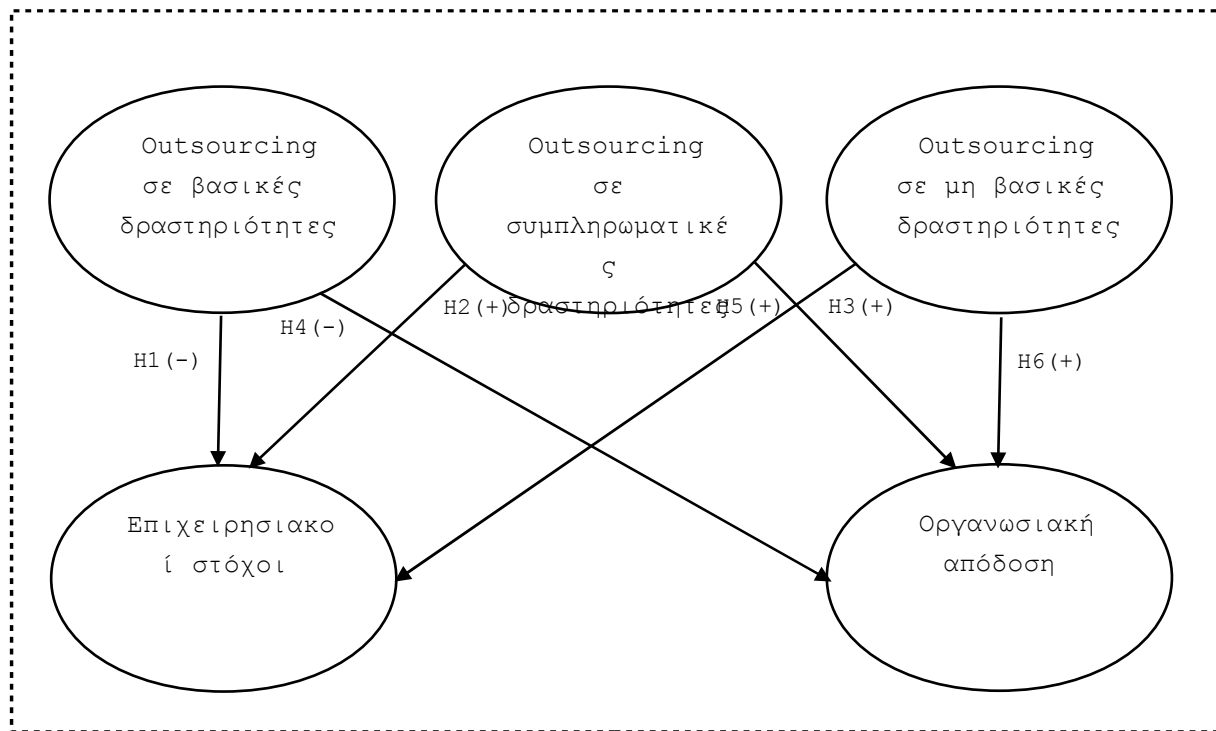 Outsourcing
σε βασικές
δραστηριότητες
Outsourcing
σε
συμπληρωματικέ
ς
δραστηριότητες
Outsourcing
σε μη βασικές
δραστηριότητες
H1(-)
H4(-)
H2(+)
H5(+)
H3(+)
H6(+)
Επιχειρησιακο
ί στόχοι
Οργανωσιακή
απόδοση